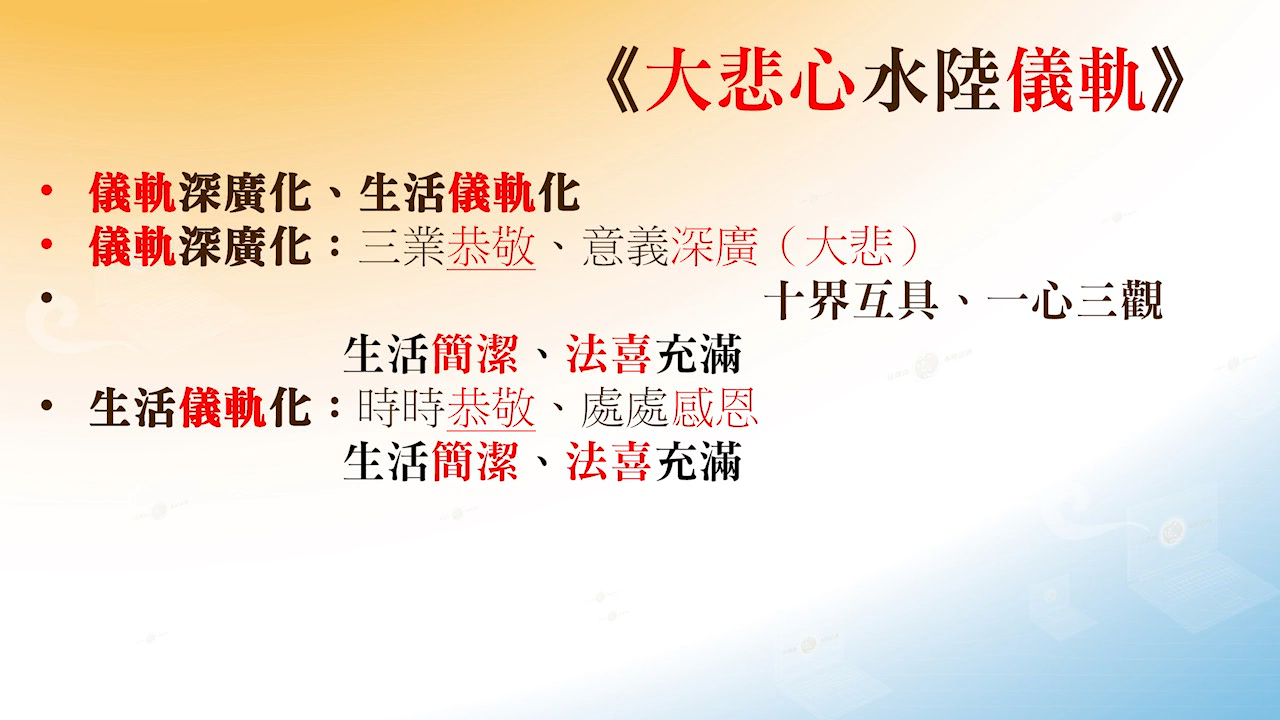 《大悲心水陸儀軌》
• 儀軌深廣化、生活儀軌化
• 儀軌深廣化：三業恭敬、意義深廣（大悲）
• 十界互具、一心三觀
生活簡潔、法喜充滿
• 生活儀軌化：時時恭敬、處處感恩
生活簡潔、法喜充滿